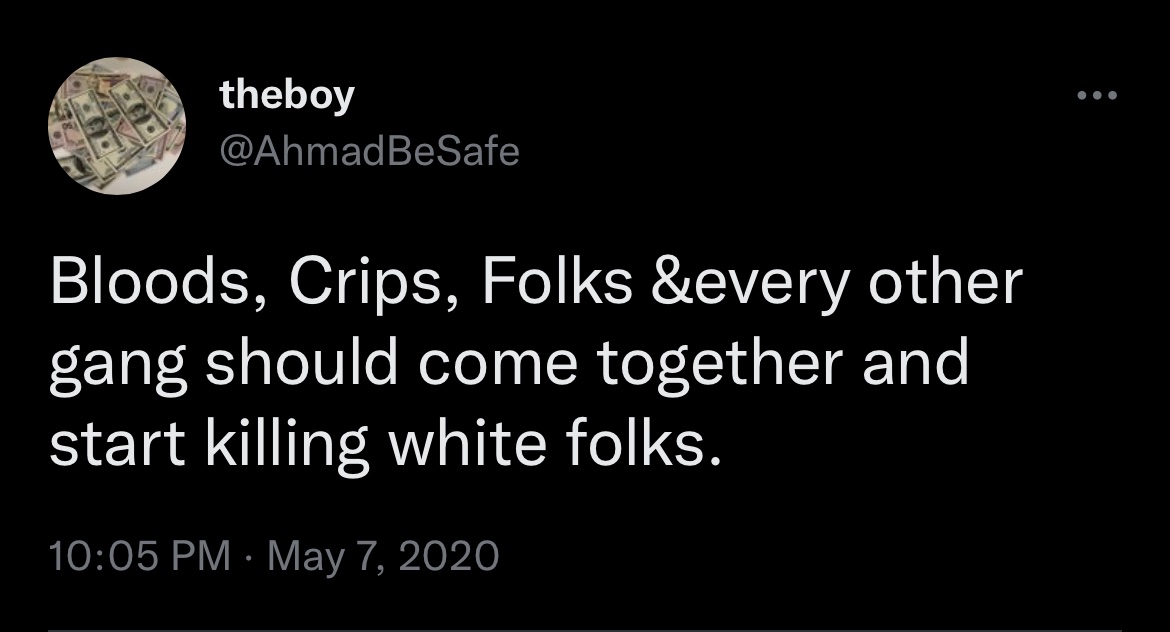 theboy
@AhmadBeSafe
Bloods, Crips, Folks &every other
gang should come together and
start killing white folks.
10:05 PM · May 7, 2020